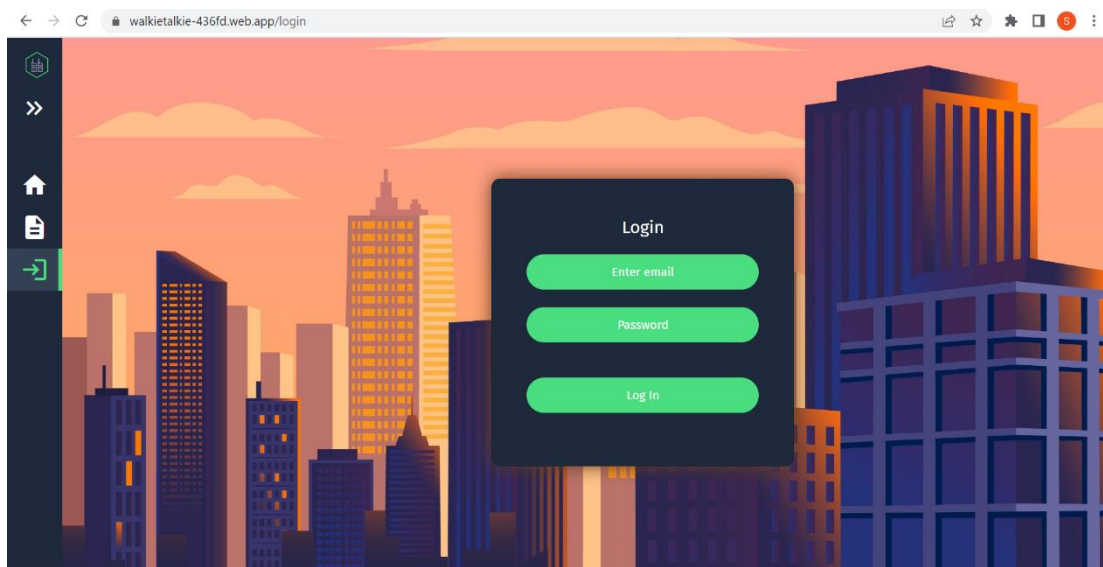 walkietalkie-436fd.web.app/login
S
Login
Enter email
Password
Log In